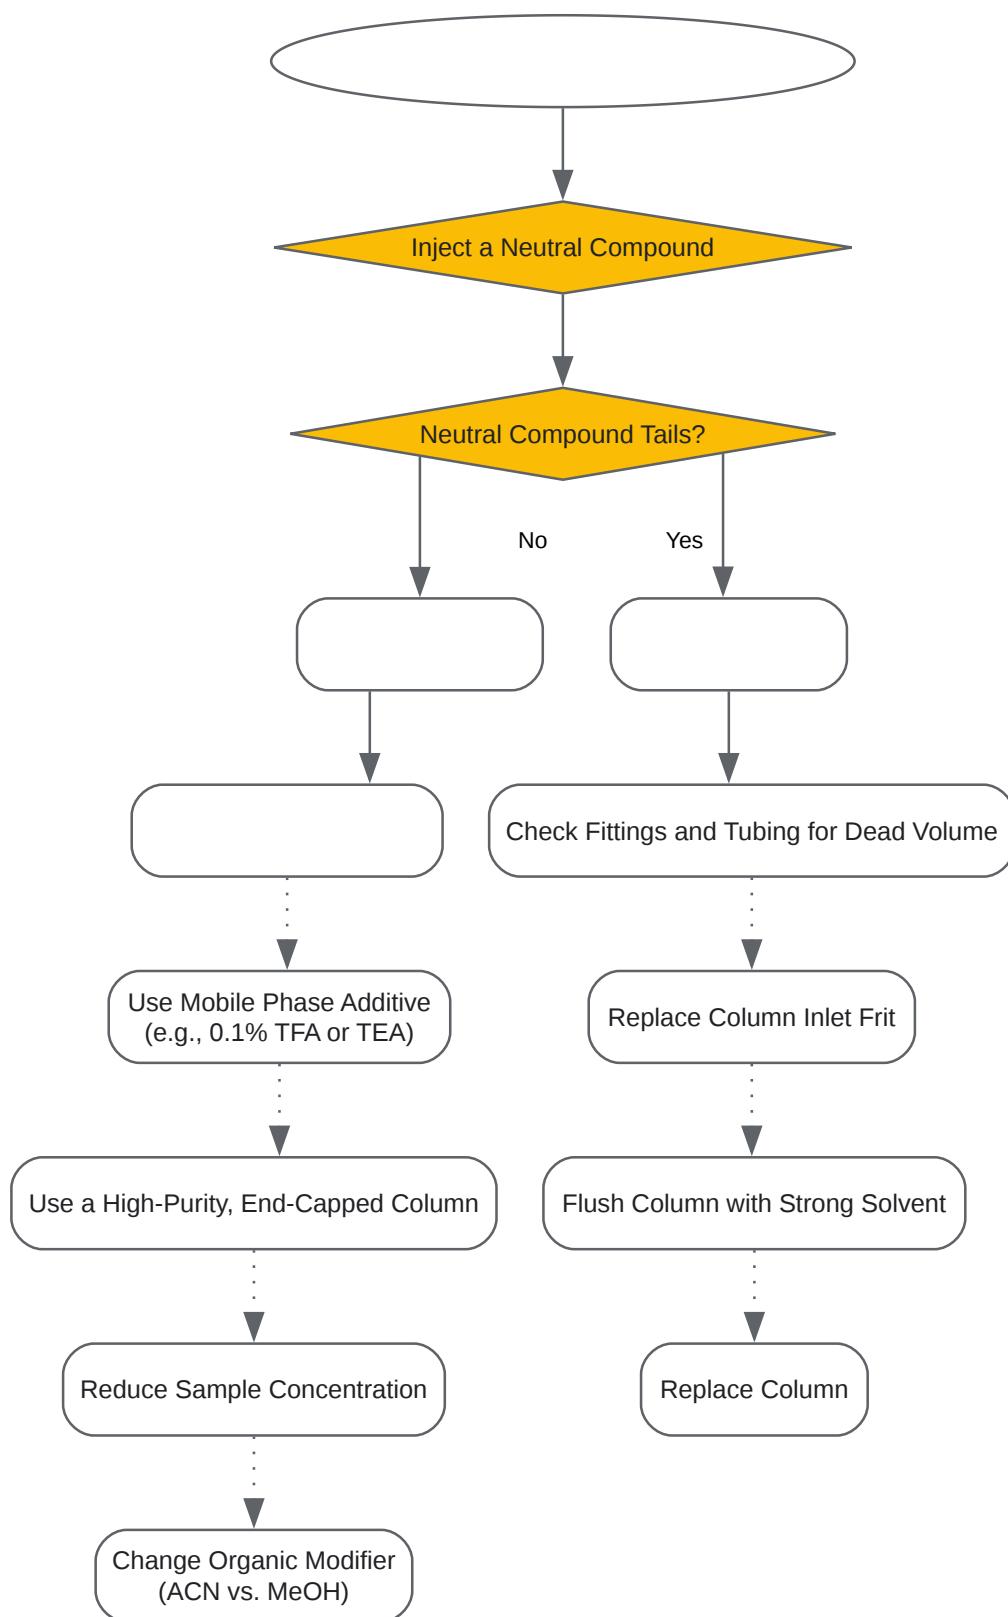 Inject a Neutral Compound
Neutral Compound Tails?
No
Yes
Check Fittings and Tubing for Dead Volume
Use Mobile Phase Additive
(e.g., 0.1% TFA or TEA)
Replace Column Inlet Frit
Use a High-Purity, End-Capped Column
Flush Column with Strong Solvent
Reduce Sample Concentration
Replace Column
Change Organic Modifier
(ACN vs. MeOH)